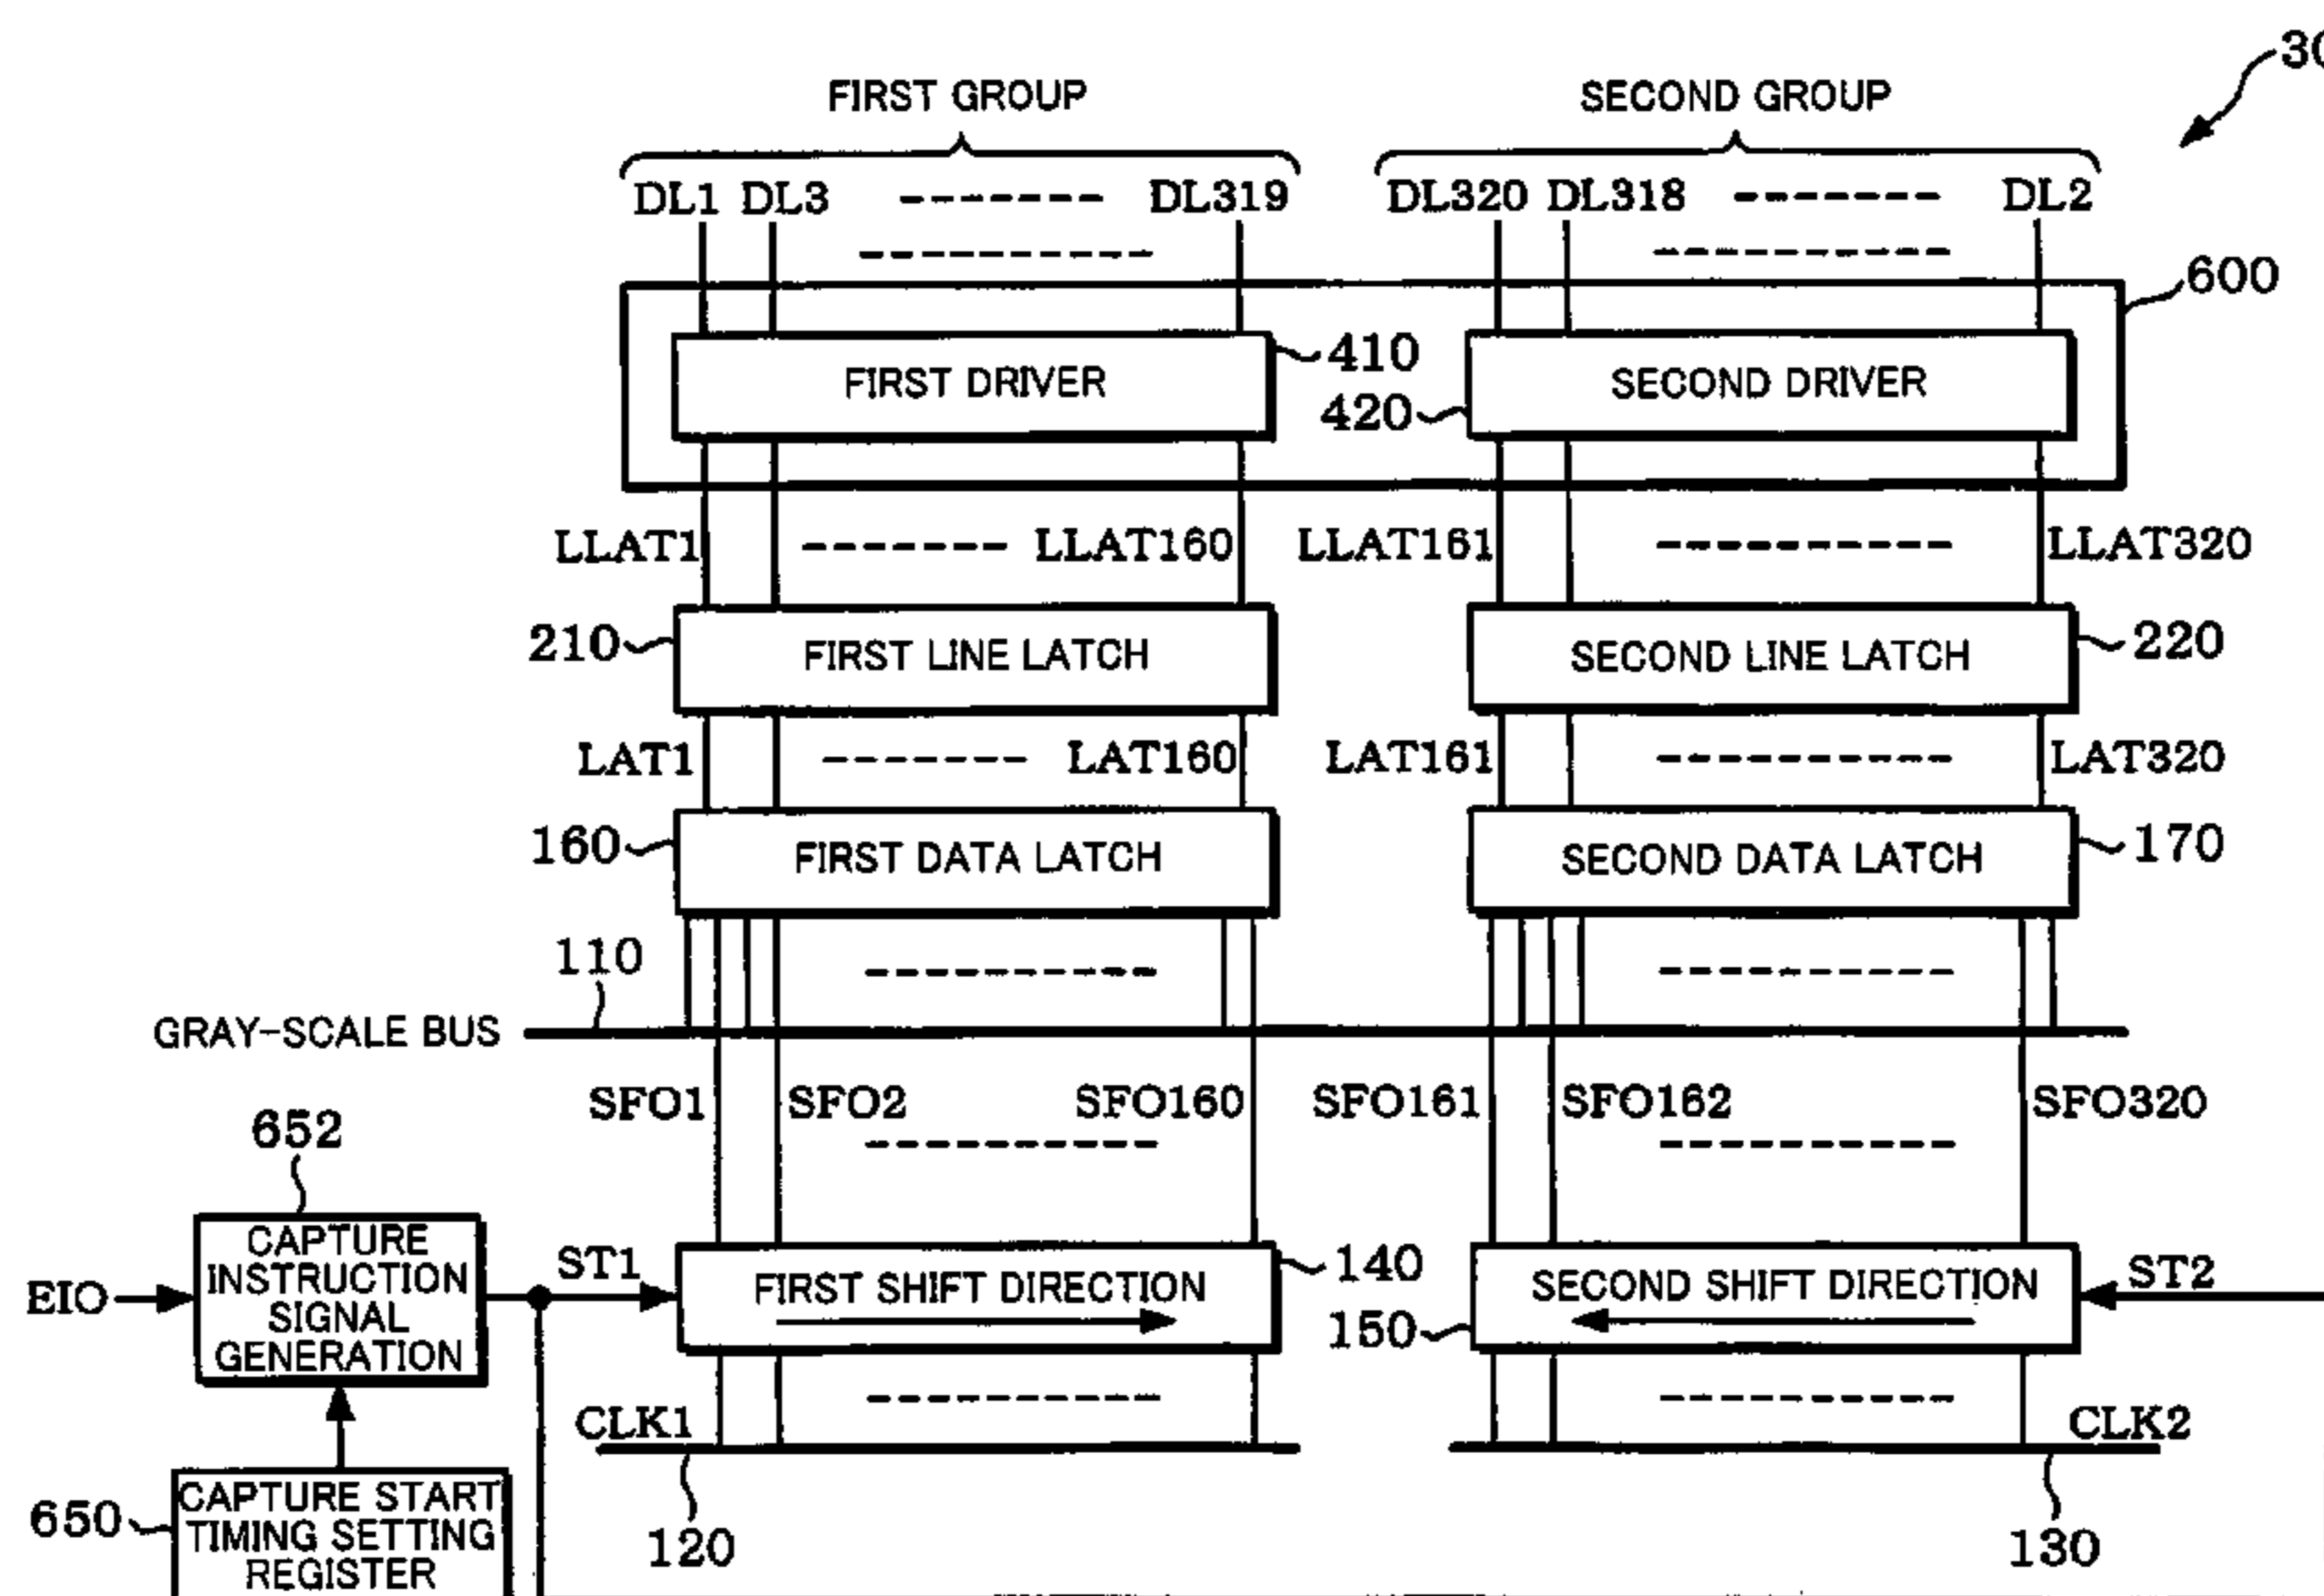 30
FIRST GROUP
SECOND GROUP
DL1 DL3 DL319
DL320 DL318 DL2
600
FIRST DRIVER
410
SECOND DRIVER
420
LLAT1 LLAT160
LLAT161 LLAT320
210
FIRST LINE LATCH
SECOND LINE LATCH
220
LAT1 LAT160
LAT161 LAT320
160
FIRST DATA LATCH
SECOND DATA LATCH
170
110
GRAY-SCALE BUS
SFO1 SFO2 SFO160
SFO161 SFO162 SFO320
652
EIO
CAPTURE
INSTRUCTION
SIGNAL
GENERATION
ST1
FIRST SHIFT DIRECTION
140
SECOND SHIFT DIRECTION
150
ST2
CLK1
CLK2
120
130
650
CAPTURE START
TIMING SETTING
REGISTER